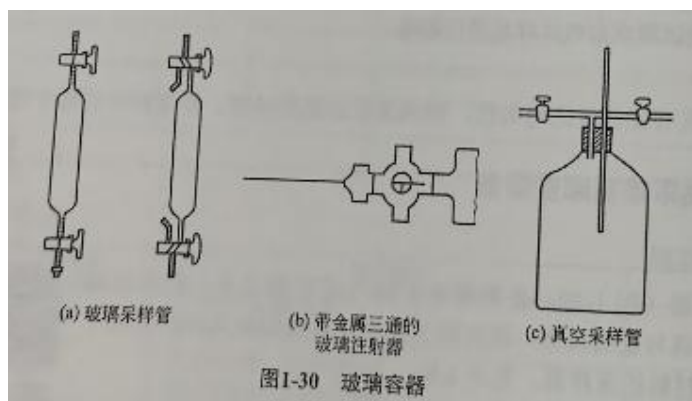 (a) 玻璃采样管
(b) 带金属三通的
玻璃注射器
(c) 真空采样管
图1-30 玻璃容器